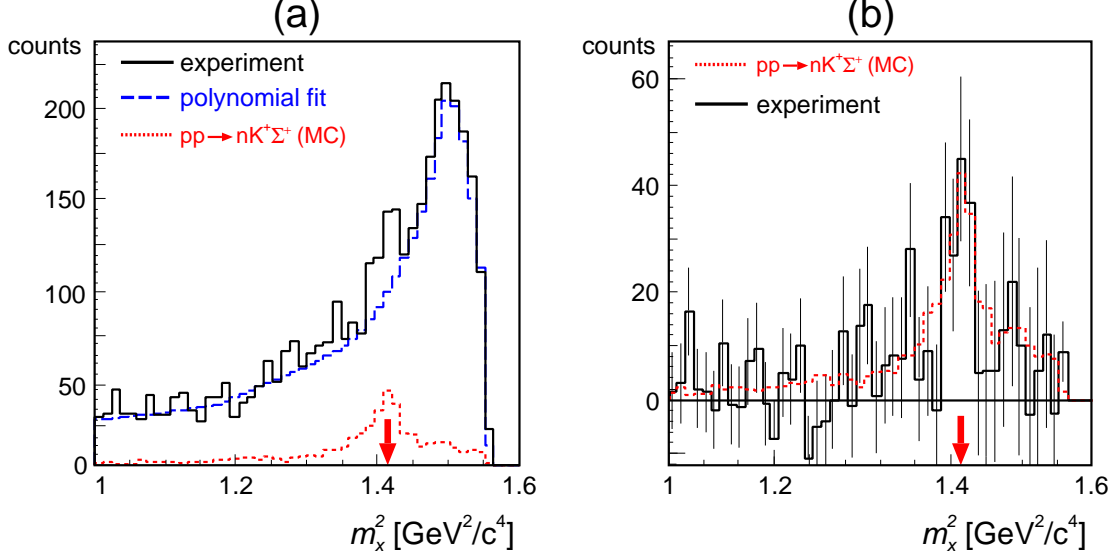 (a)
counts
experiment
polynomial fit
pp→nK⁺Σ⁺ (MC)
200
150
100
50
0
1
1.2
1.4
1.6
m²ₓ [GeV²/c⁴]
(b)
counts
pp→nK⁺Σ⁺ (MC)
experiment
60
40
20
0
1
1.2
1.4
1.6
m²ₓ [GeV²/c⁴]